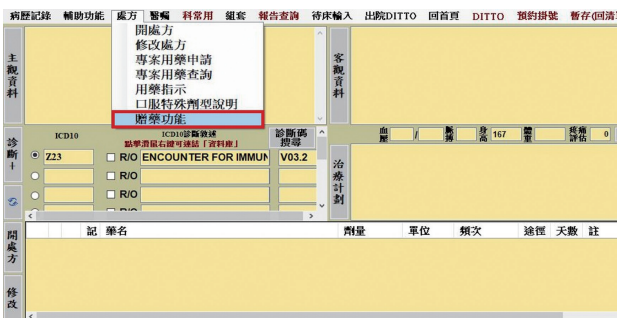 病歷記錄 輔助功能 處方 醫囑 科常用 組套 報告查詢 待床輸入 出院DITTO 回首頁 DITTO 預約掛號 暫存(回清
開處方
修改處方
專案用藥申請
專案用藥查詢
用藥指示
口服特殊劑型說明
贈藥功能
主觀資料
客觀資料
ICD10
ICD10診斷敘述
點擊滑鼠右鍵可連結「資料庫」
診斷碼搜尋
血壓 / 脈搏 身高 167 體重 疼痛評估 0
診斷+
Z23 R/O ENCOUNTER FOR IMMUN V03.2
R/O
R/O
R/O
治療計劃
開處方
記 藥名 劑量 單位 頻次 途徑 天數 註
修改